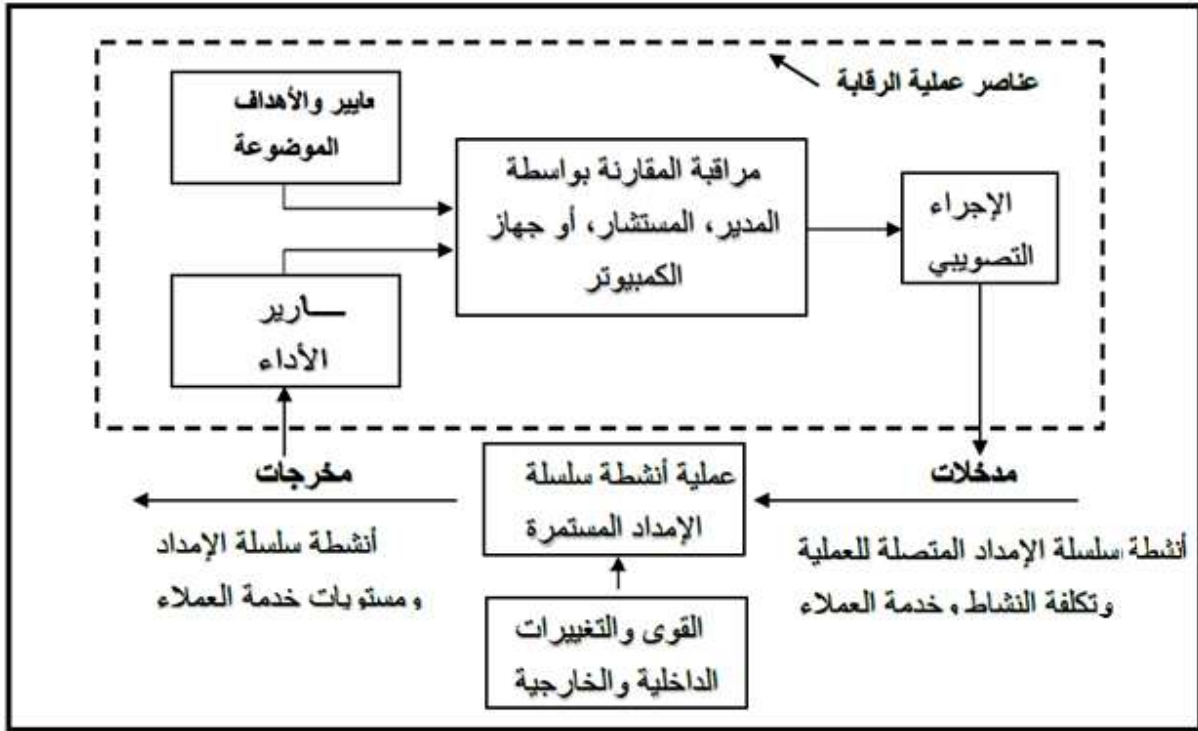 عناصر عملية الرقابة
عايير والأهداف
الموضوعة
مراقبة المقارنة بواسطة
المدير، المستشار، أو جهاز
الكمبيوتر
الإجراء
التصويبي
ـــارير
الأداء
مدخلات
أنشطة سلسلة الإمداد المتصلة للعملية
وتكلفة النشاط وخدمة العملاء
عملية أنشطة سلسلة
الإمداد المستمرة
مخرجات
أنشطة سلسلة الإمداد
ومستويات خدمة العملاء
القوى والتغييرات
الداخلية والخارجية